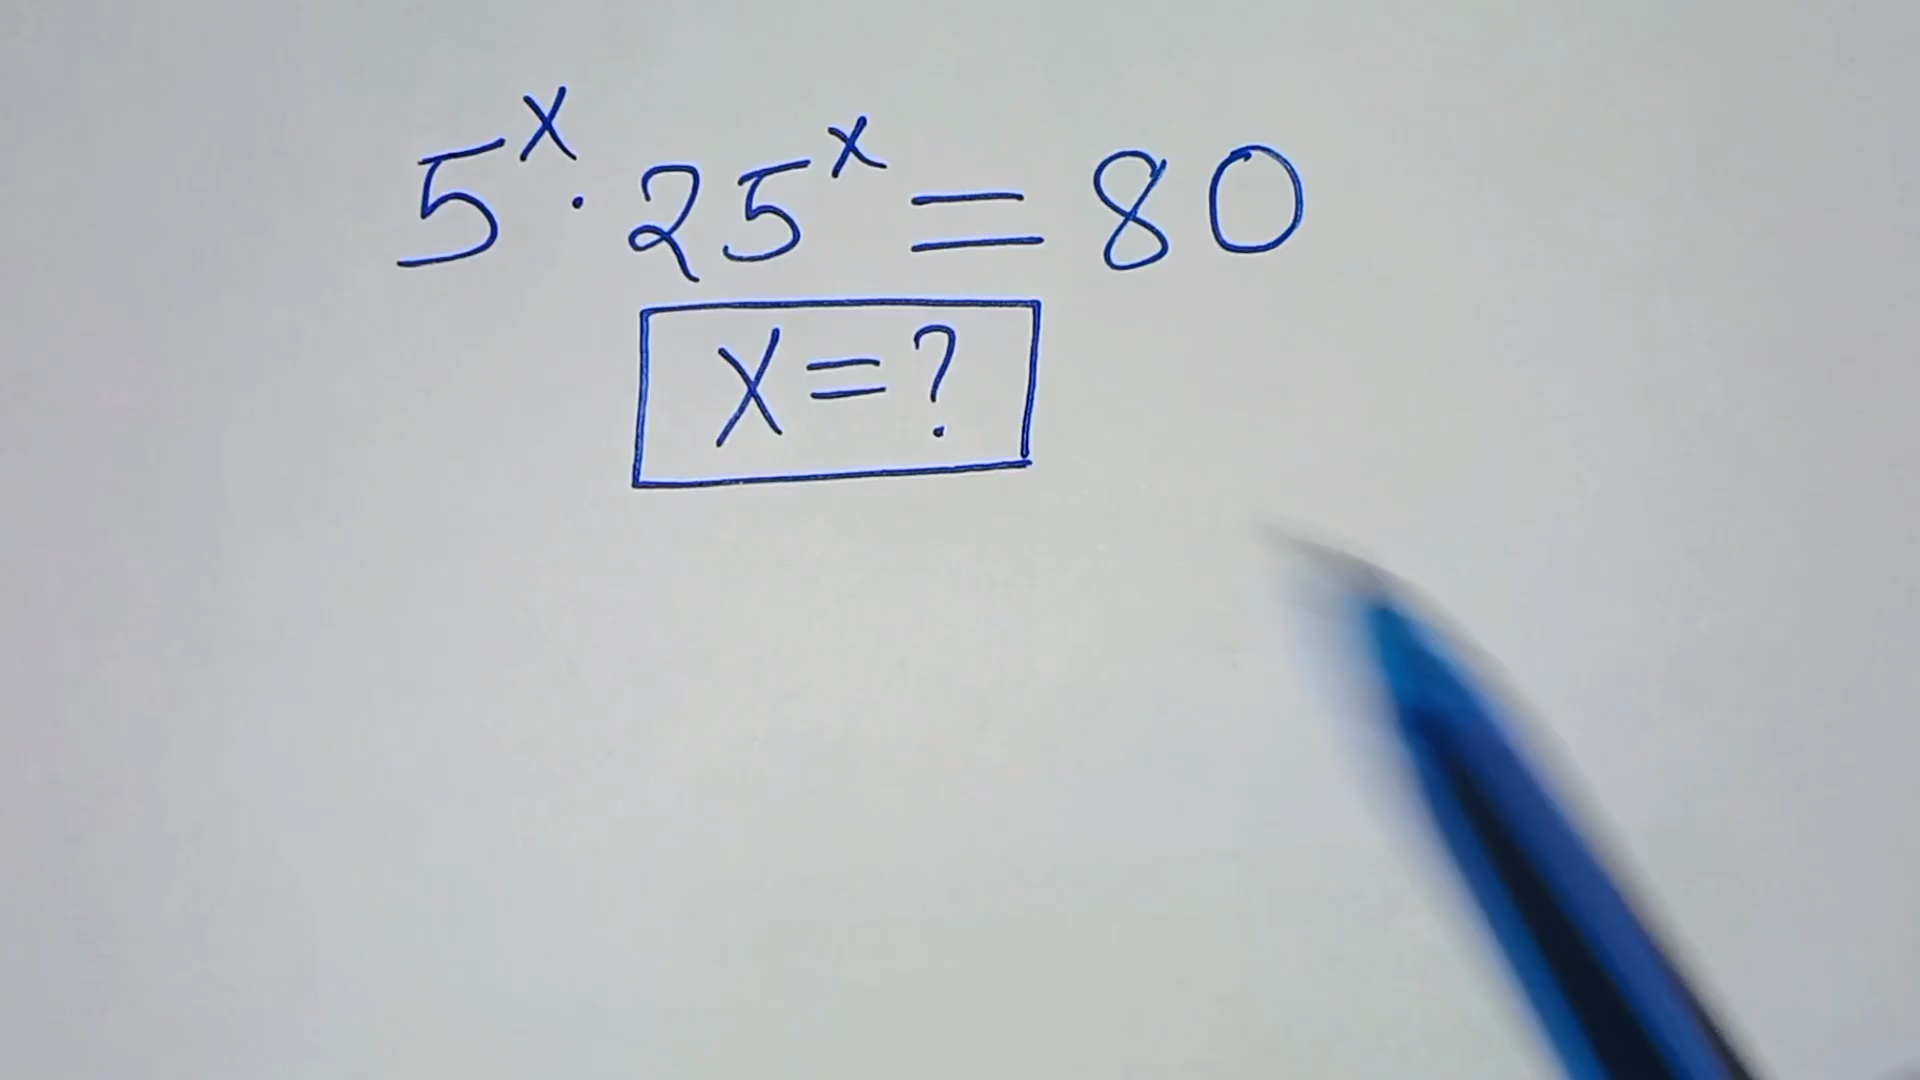 5^x · 25^x = 80
x = ?